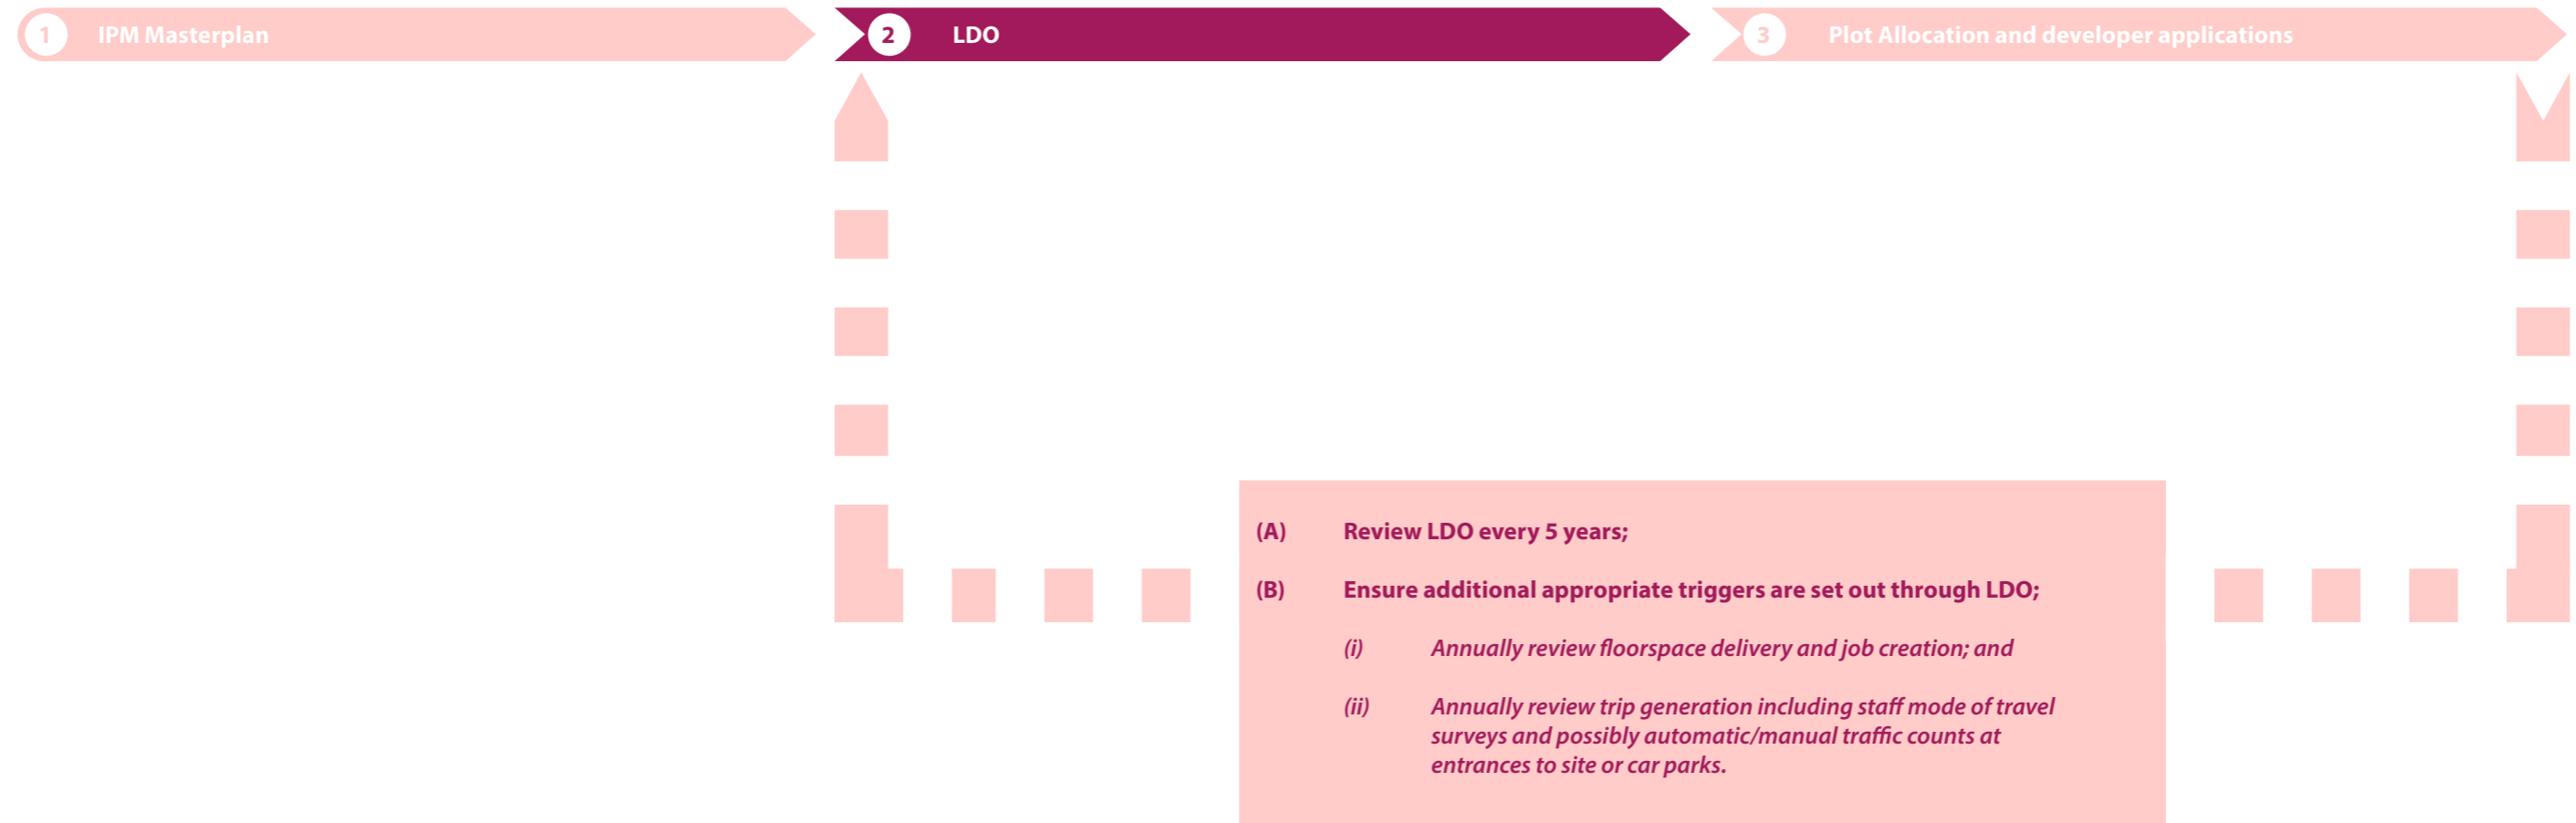 1 IPM Masterplan
2 LDO
3 Plot Allocation and developer applications
(A) Review LDO every 5 years;
(B) Ensure additional appropriate triggers are set out through LDO;
(i) Annually review floorspace delivery and job creation; and
(ii) Annually review trip generation including staff mode of travel
surveys and possibly automatic/manual traffic counts at
entrances to site or car parks.